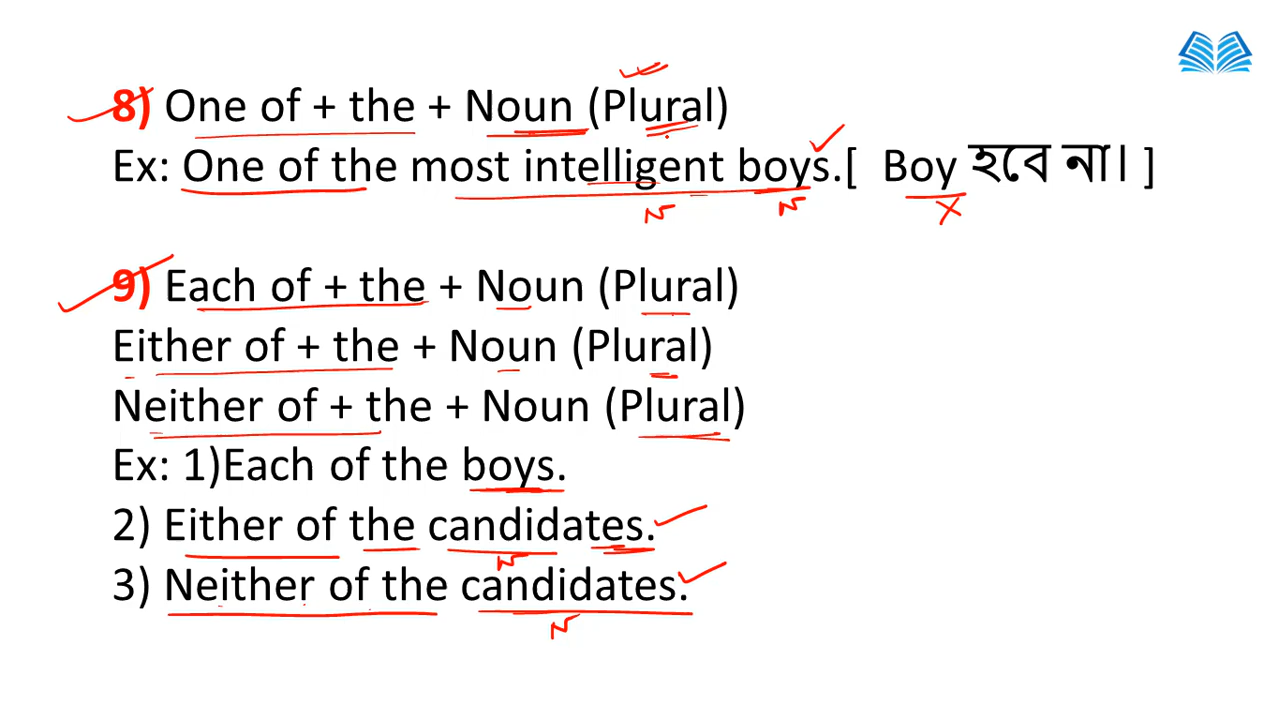 8) One of + the + Noun (Plural)
Ex: One of the most intelligent boys.[ Boy হবে না। ]
9) Each of + the + Noun (Plural)
Either of + the + Noun (Plural)
Neither of + the + Noun (Plural)
Ex: 1)Each of the boys.
2) Either of the candidates.
3) Neither of the candidates.